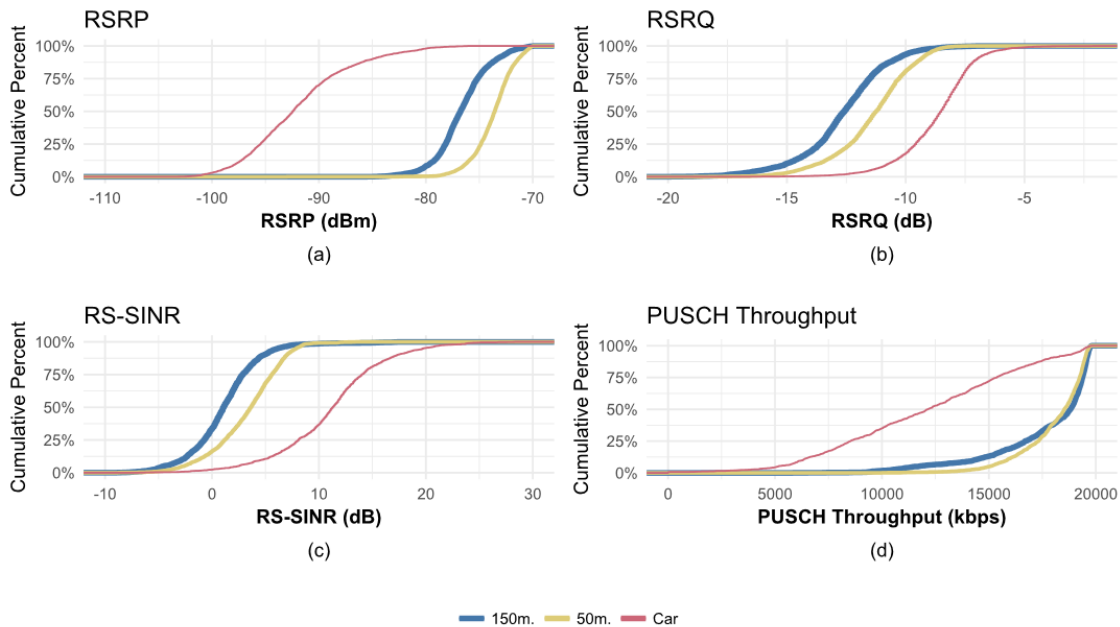 RSRP
Cumulative Percent
100%
75%
50%
25%
0%
-110 -100 -90 -80 -70
RSRP (dBm)
(a)
RSRQ
Cumulative Percent
100%
75%
50%
25%
0%
-20 -15 -10 -5
RSRQ (dB)
(b)
RS-SINR
Cumulative Percent
100%
75%
50%
25%
0%
-10 0 10 20 30
RS-SINR (dB)
(c)
PUSCH Throughput
Cumulative Percent
100%
75%
50%
25%
0%
0 5000 10000 15000 20000
PUSCH Throughput (kbps)
(d)
150m. 50m. Car